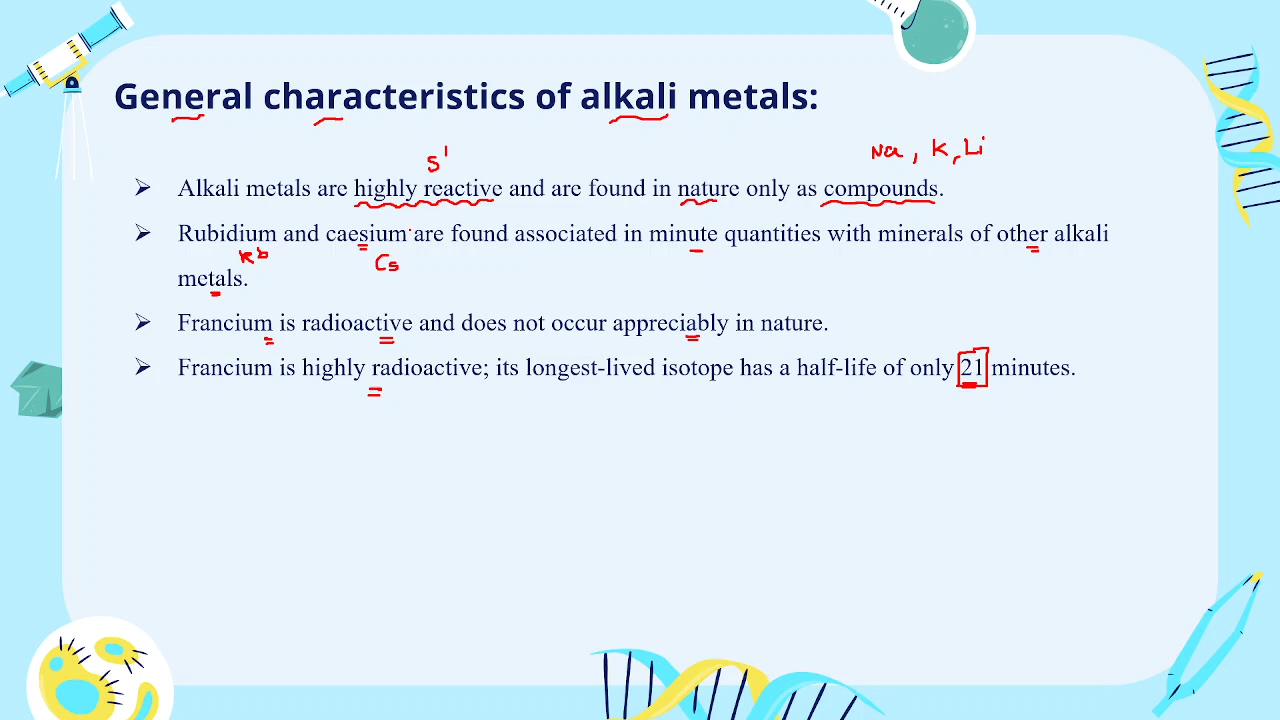 General characteristics of alkali metals:
s¹
Na, K, Li
➢ Alkali metals are highly reactive and are found in nature only as compounds.
➢ Rubidium and caesium are found associated in minute quantities with minerals of other alkali
Rb
Cs
metals.
➢ Francium is radioactive and does not occur appreciably in nature.
➢ Francium is highly radioactive; its longest-lived isotope has a half-life of only 21 minutes.